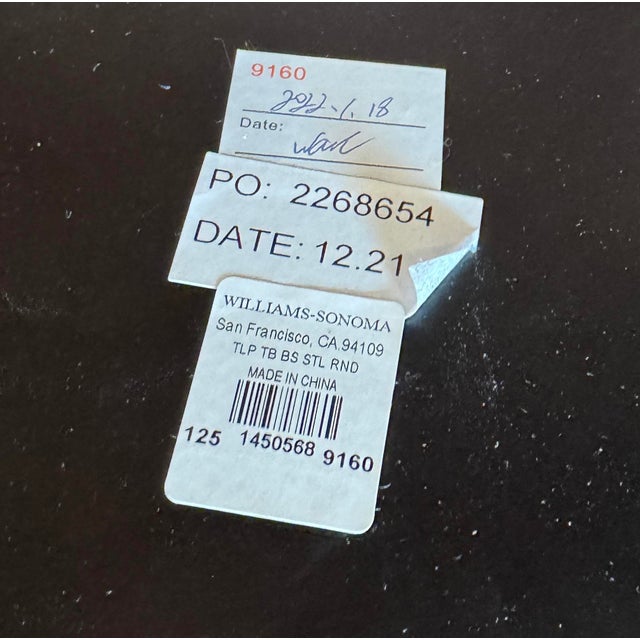 9160
2022.1.18
Date:
PO: 2268654
DATE: 12.21
WILLIAMS-SONOMA
San Francisco, CA.94109
TLP TB BS STL RND
MADE IN CHINA
125 1450568 9160